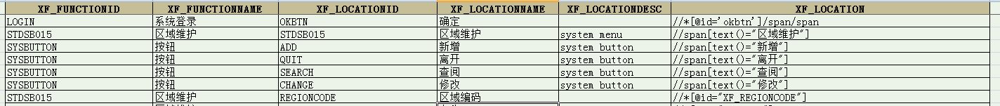 XF_FUNCTIONID XF_FUNCTIONNAME XF_LOCATIONID XF_LOCATIONNAME XF_LOCATIONDESC XF_LOCATION
LOGIN 系统登录 OKBTN 确定 //*[@id='okbtn']/span/span
STDSB015 区域维护 STDSB015 区域维护 system menu //span[text()="区域维护"]
SYSBUTTON 按钮 ADD 新增 system button //span[text()="新增"]
SYSBUTTON 按钮 QUIT 离开 system button //span[text()="离开"]
SYSBUTTON 按钮 SEARCH 查阅 system button //span[text()="查阅"]
SYSBUTTON 按钮 CHANGE 修改 system button //span[text()="修改"]
STDSB015 区域维护 REGIONCODE 区域编码 //*[@id="XF_REGIONCODE"]